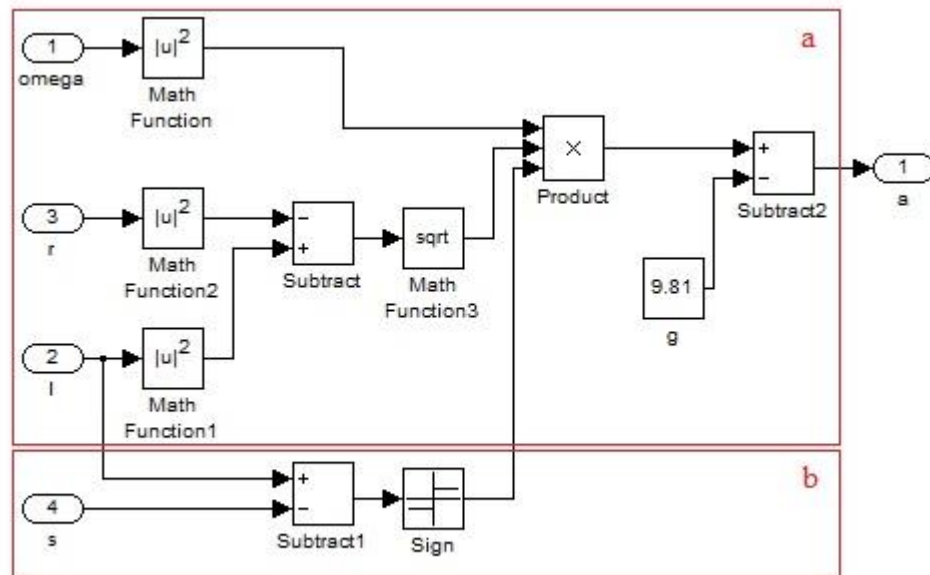 a
1
omega
|u|²
Math
Function
3
r
|u|²
Math
Function2
−
+
Subtract
sqrt
Math
Function3
×
Product
+
−
Subtract2
1
a
9.81
g
2
l
|u|²
Math
Function1
b
4
s
+
−
Subtract1
Sign